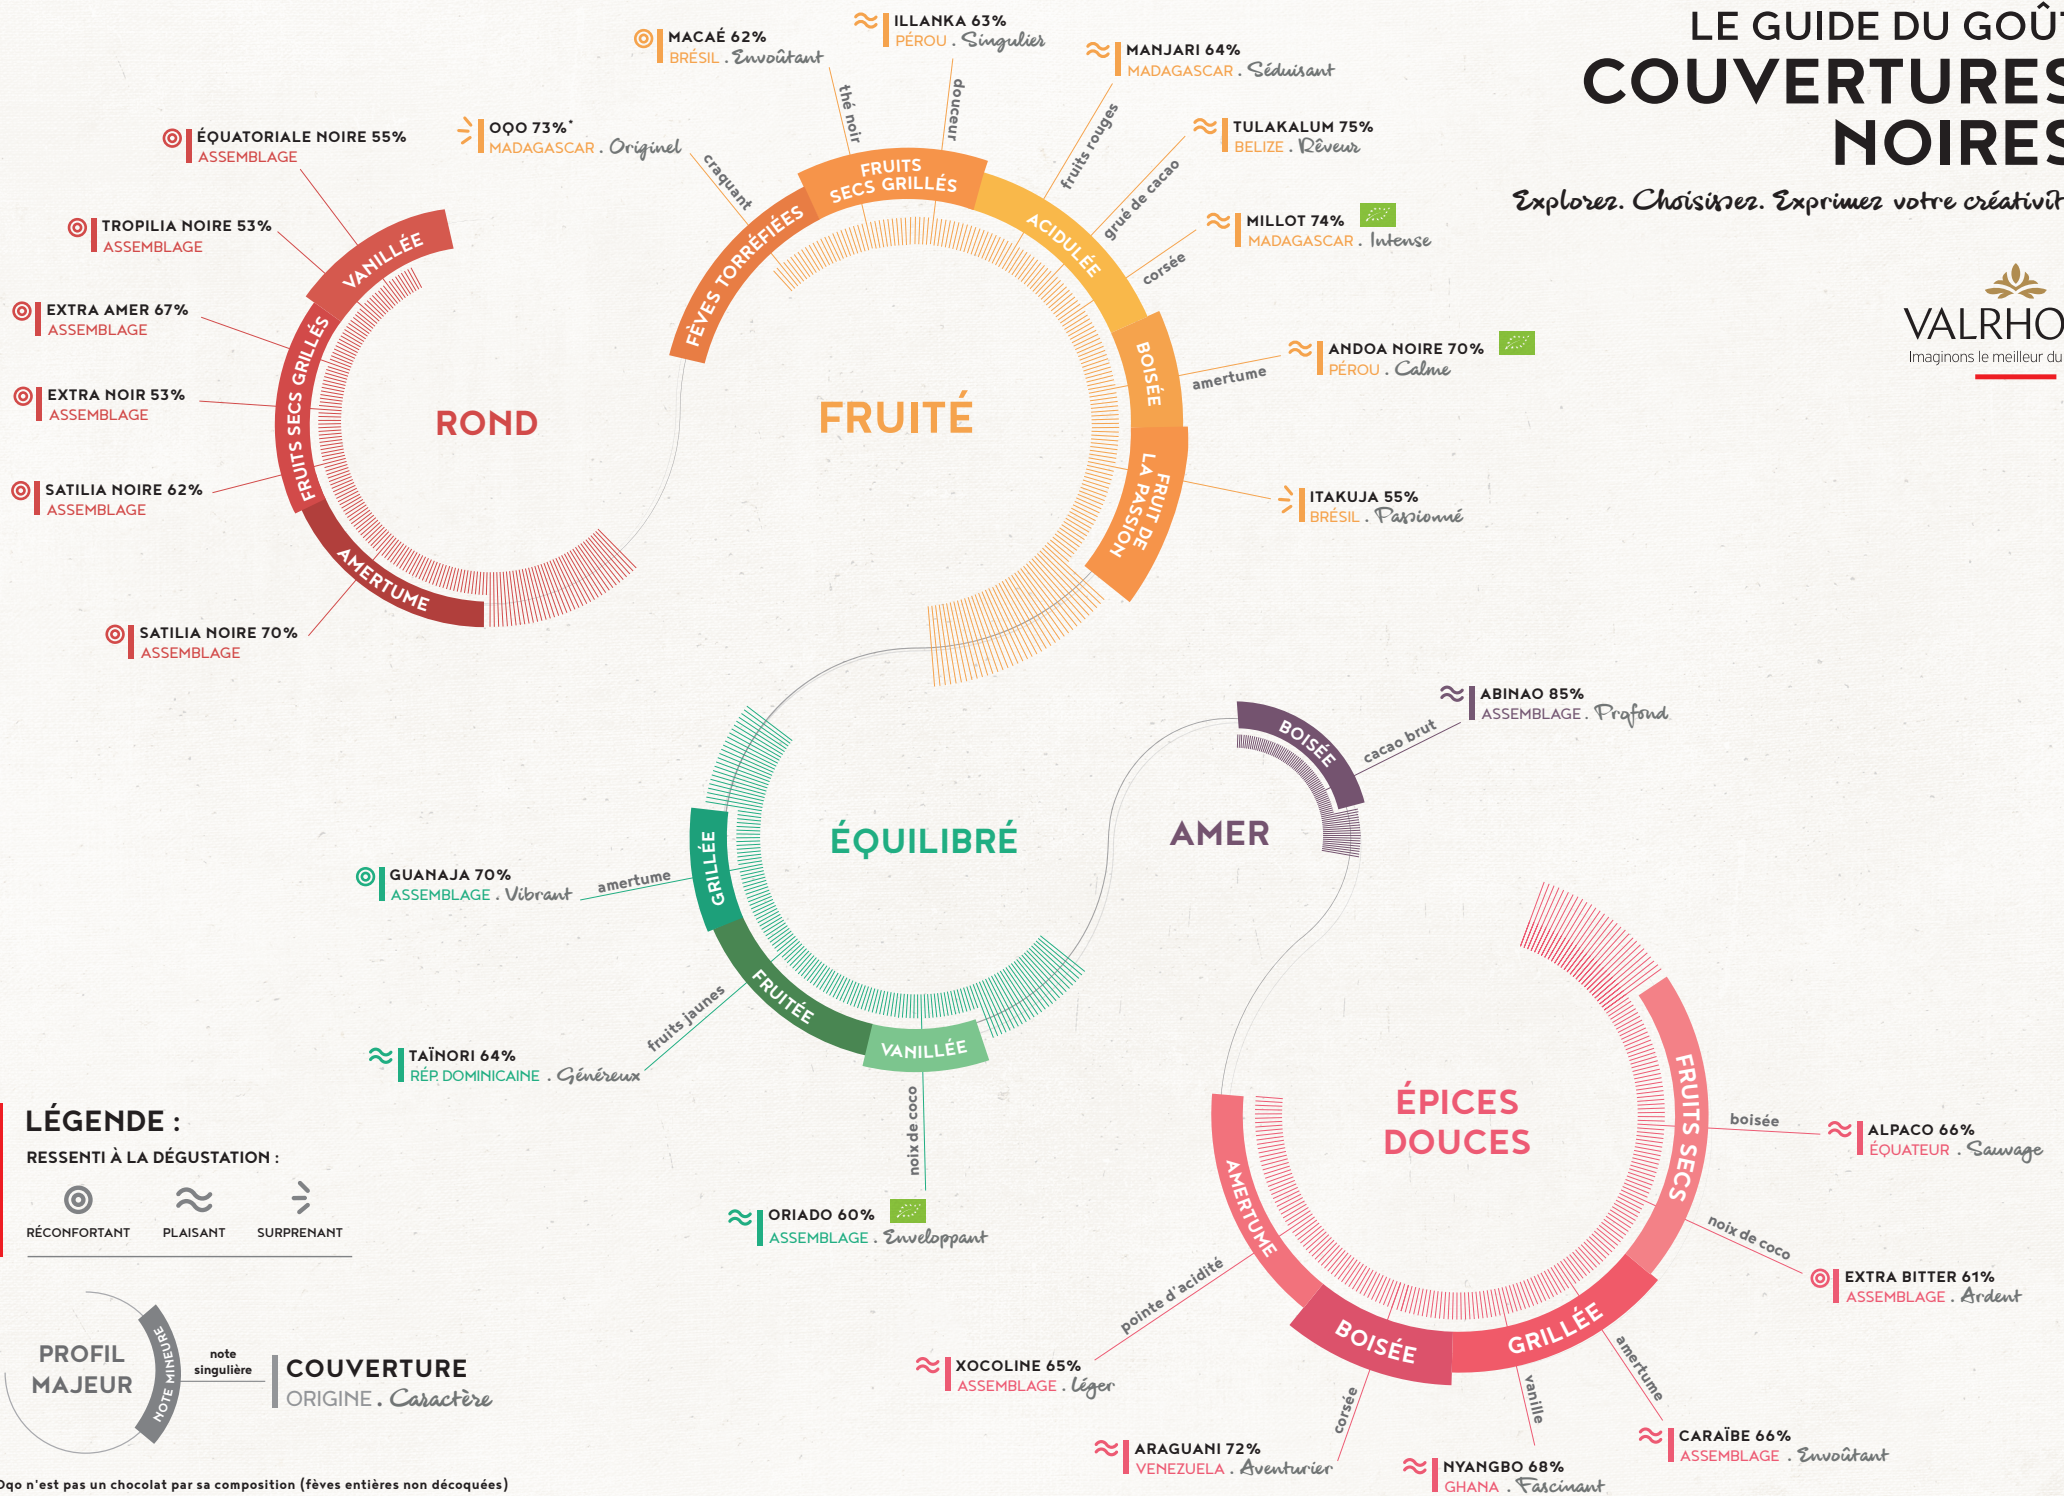 LE GUIDE DU GOÛT
COUVERTURES
NOIRES
Explorez. Choisissez. Exprimez votre créativit
VALRHO
Imaginons le meilleur du
ROND
VANILLÉE
ÉQUATORIALE NOIRE 55%
ASSEMBLAGE
TROPILIA NOIRE 53%
ASSEMBLAGE
FRUITS SECS GRILLÉS
EXTRA AMER 67%
ASSEMBLAGE
EXTRA NOIR 53%
ASSEMBLAGE
SATILIA NOIRE 62%
ASSEMBLAGE
AMERTUME
SATILIA NOIRE 70%
ASSEMBLAGE
FRUITÉ
FÈVES TORRÉFIÉES
craquant
OQO 73%*
MADAGASCAR . Originel
FRUITS
SECS GRILLÉS
thé noir
MACAÉ 62%
BRÉSIL . Envoûtant
douceur
ILLANKA 63%
PÉROU . Singulier
ACIDULÉE
fruits rouges
MANJARI 64%
MADAGASCAR . Séduisant
grué de cacao
TULAKALUM 75%
BELIZE . Rêveur
corsée
MILLOT 74%
MADAGASCAR . Intense
BOISÉE
amertume
ANDOA NOIRE 70%
PÉROU . Calme
FRUIT DE
LA PASSION
ITAKUJA 55%
BRÉSIL . Passionné
ÉQUILIBRÉ
GRILLÉE
amertume
GUANAJA 70%
ASSEMBLAGE . Vibrant
FRUITÉE
fruits jaunes
TAÏNORI 64%
RÉP. DOMINICAINE . Généreux
VANILLÉE
noix de coco
ORIADO 60%
ASSEMBLAGE . Enveloppant
AMER
BOISÉE
cacao brut
ABINAO 85%
ASSEMBLAGE . Profond
ÉPICES
DOUCES
FRUITS SECS
boisée
ALPACO 66%
ÉQUATEUR . Sauvage
noix de coco
EXTRA BITTER 61%
ASSEMBLAGE . Ardent
GRILLÉE
amertume
CARAÏBE 66%
ASSEMBLAGE . Envoûtant
vanille
NYANGBO 68%
GHANA . Fascinant
BOISÉE
corsée
ARAGUANI 72%
VENEZUELA . Aventurier
AMERTUME
pointe d'acidité
XOCOLINE 65%
ASSEMBLAGE . léger
LÉGENDE :
RESSENTI À LA DÉGUSTATION :
RÉCONFORTANT PLAISANT SURPRENANT
PROFIL
MAJEUR
NOTE MINEURE
note
singulière
COUVERTURE
ORIGINE . Caractère
Oqo n'est pas un chocolat par sa composition (fèves entières non décoquées)